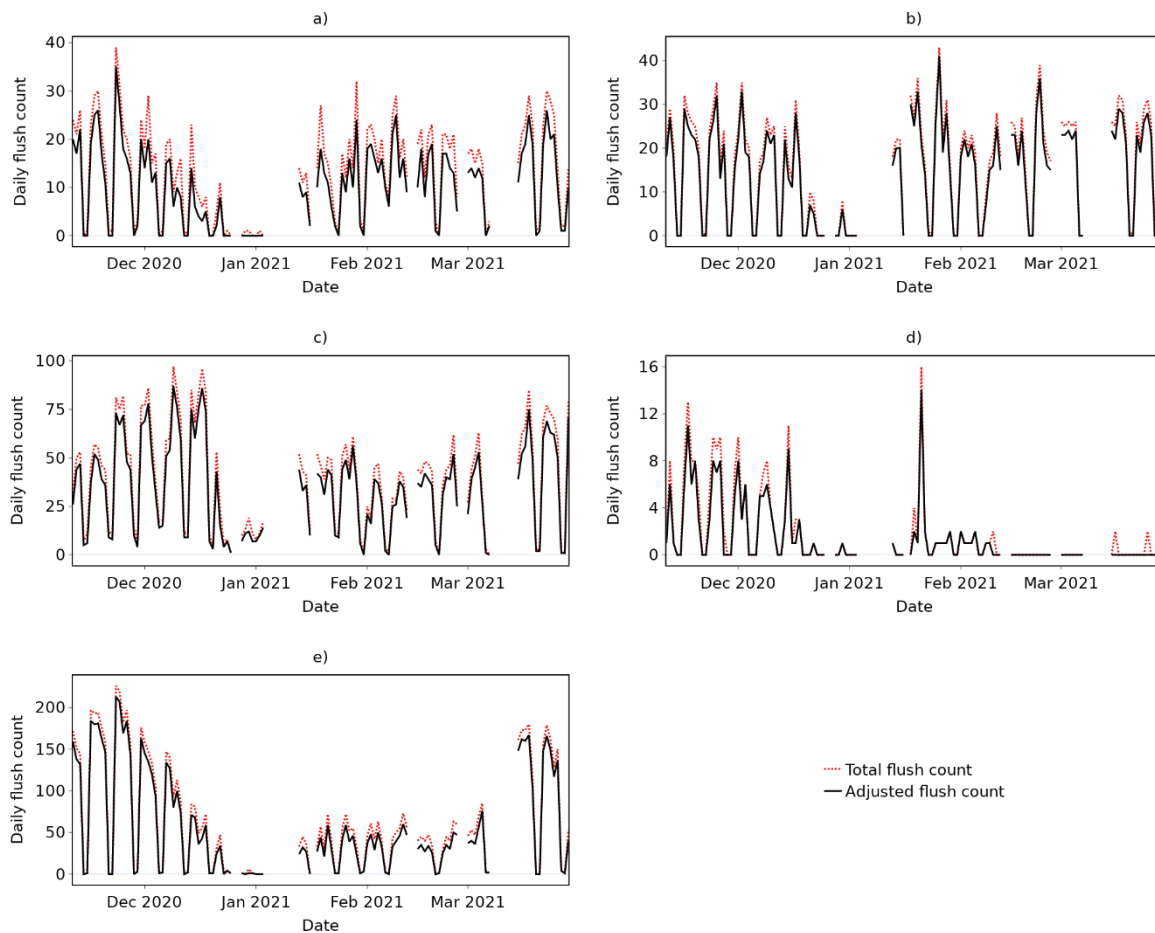 a)
Daily flush count
40
30
20
10
0
Dec 2020 Jan 2021 Feb 2021 Mar 2021
Date
b)
Daily flush count
40
30
20
10
0
Dec 2020 Jan 2021 Feb 2021 Mar 2021
Date
c)
Daily flush count
100
75
50
25
0
Dec 2020 Jan 2021 Feb 2021 Mar 2021
Date
d)
Daily flush count
16
12
8
4
0
Dec 2020 Jan 2021 Feb 2021 Mar 2021
Date
e)
Daily flush count
200
150
100
50
0
Dec 2020 Jan 2021 Feb 2021 Mar 2021
Date
Total flush count
Adjusted flush count